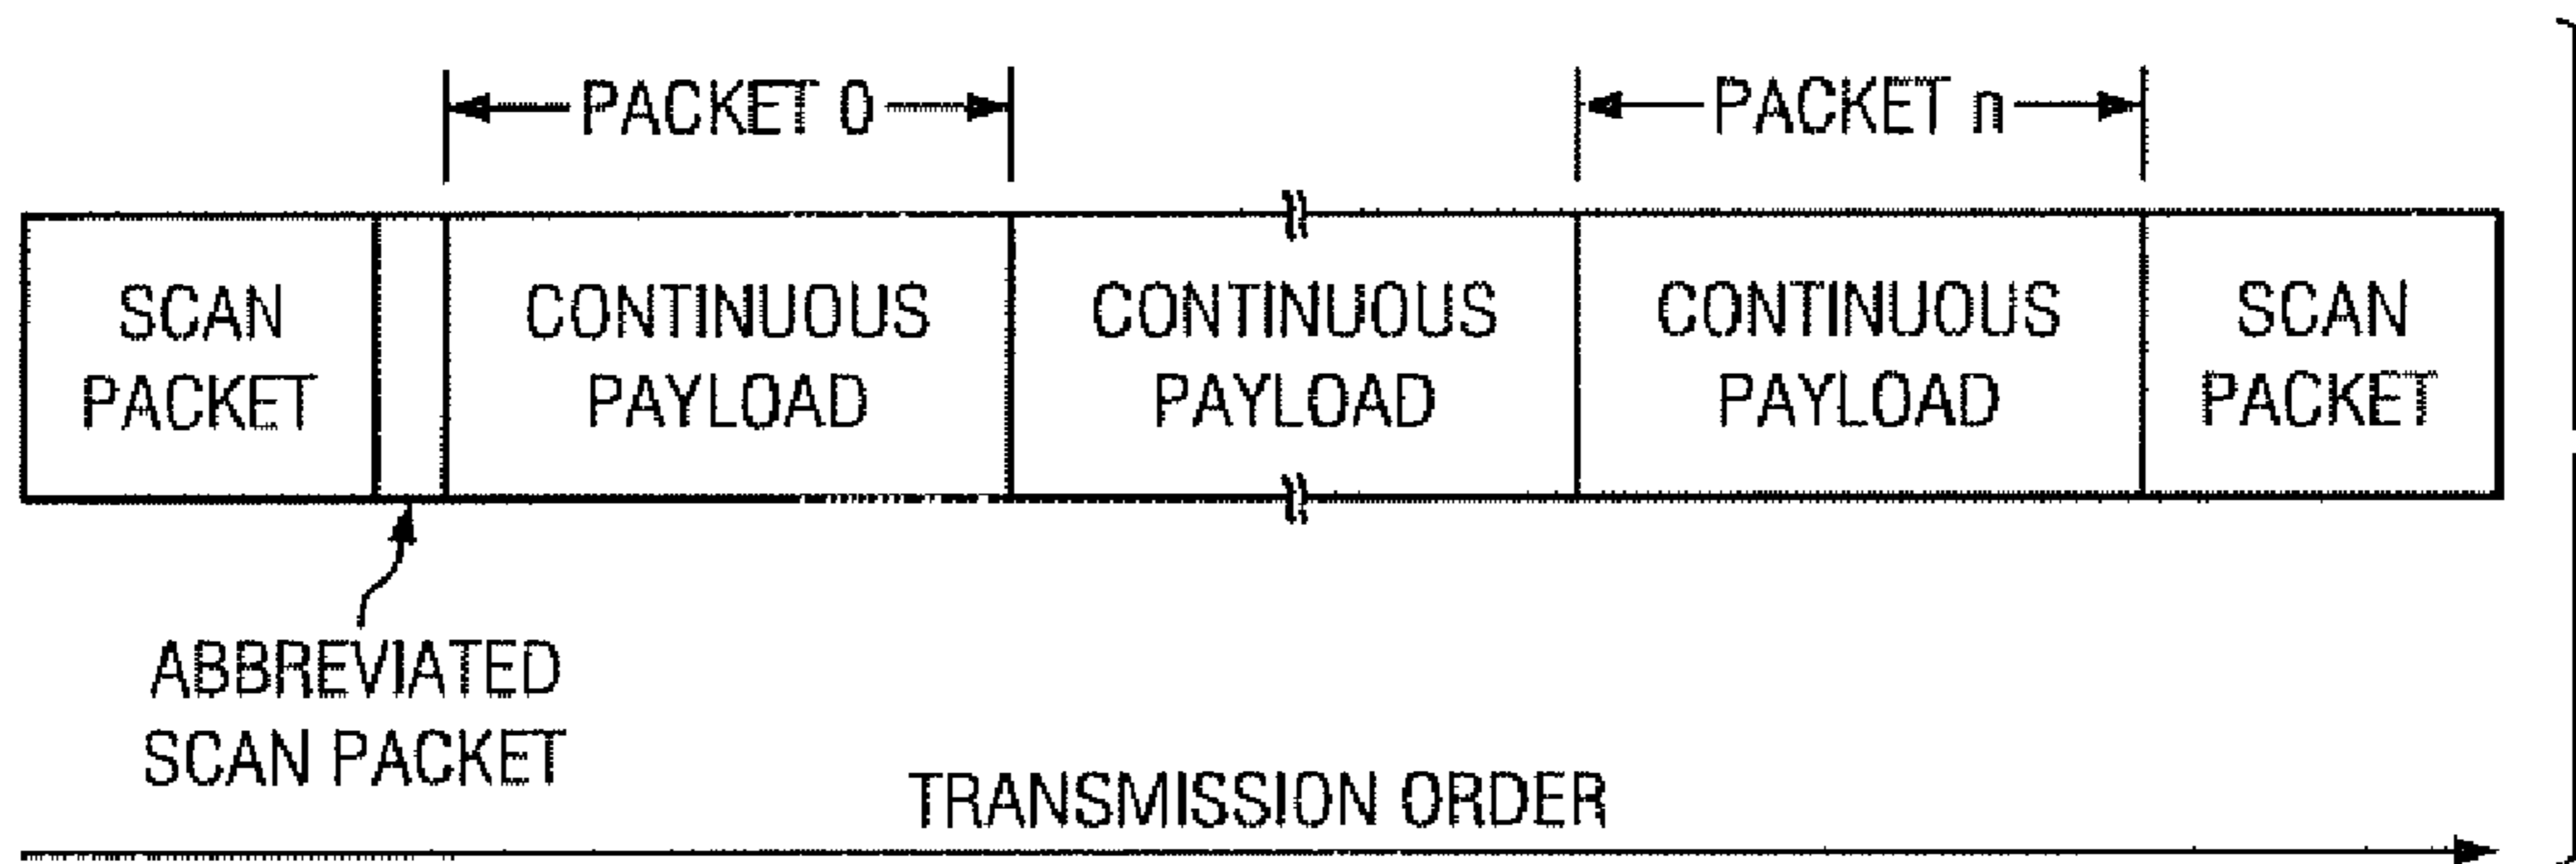 PACKET 0
PACKET n
SCAN
PACKET
CONTINUOUS
PAYLOAD
CONTINUOUS
PAYLOAD
CONTINUOUS
PAYLOAD
SCAN
PACKET
ABBREVIATED
SCAN PACKET
TRANSMISSION ORDER